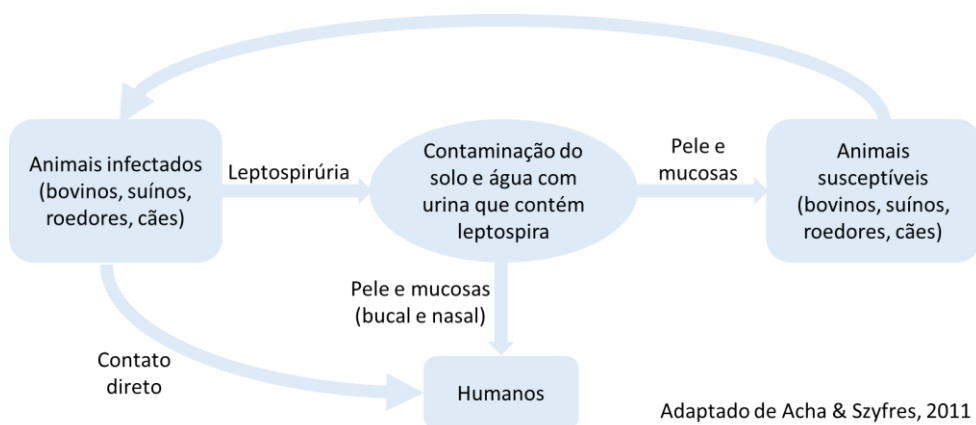 Animais infectados
(bovinos, suínos,
roedores, cães)
Leptospirúria
Contaminação do
solo e água com
urina que contém
leptospira
Pele e
mucosas
Animais
susceptíveis
(bovinos, suínos,
roedores, cães)
Pele e mucosas
(bucal e nasal)
Contato
direto
Humanos
Adaptado de Acha & Szyfres, 2011